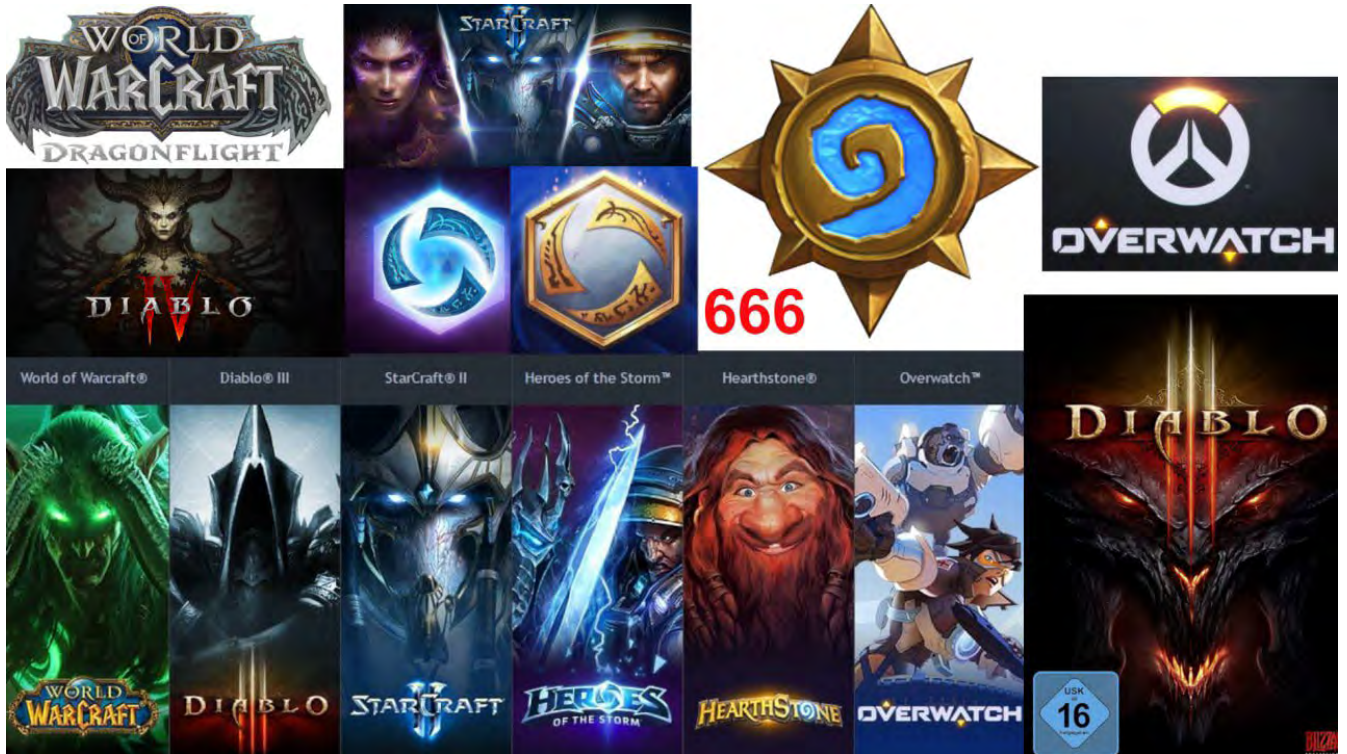 WORLD
OF
WARCRAFT
DRAGONFLIGHT
STARCRAFT
II
OVERWATCH
DIABLO
IV
666
World of Warcraft®
Diablo® III
StarCraft® II
Heroes of the Storm™
Hearthstone®
Overwatch™
DIABLO®
III
WORLD
OF
WARCRAFT
DIABLO
III
STARCRAFT
II
HEROES
OF THE STORM
HEARTHSTONE
OVERWATCH
USK
ab
16